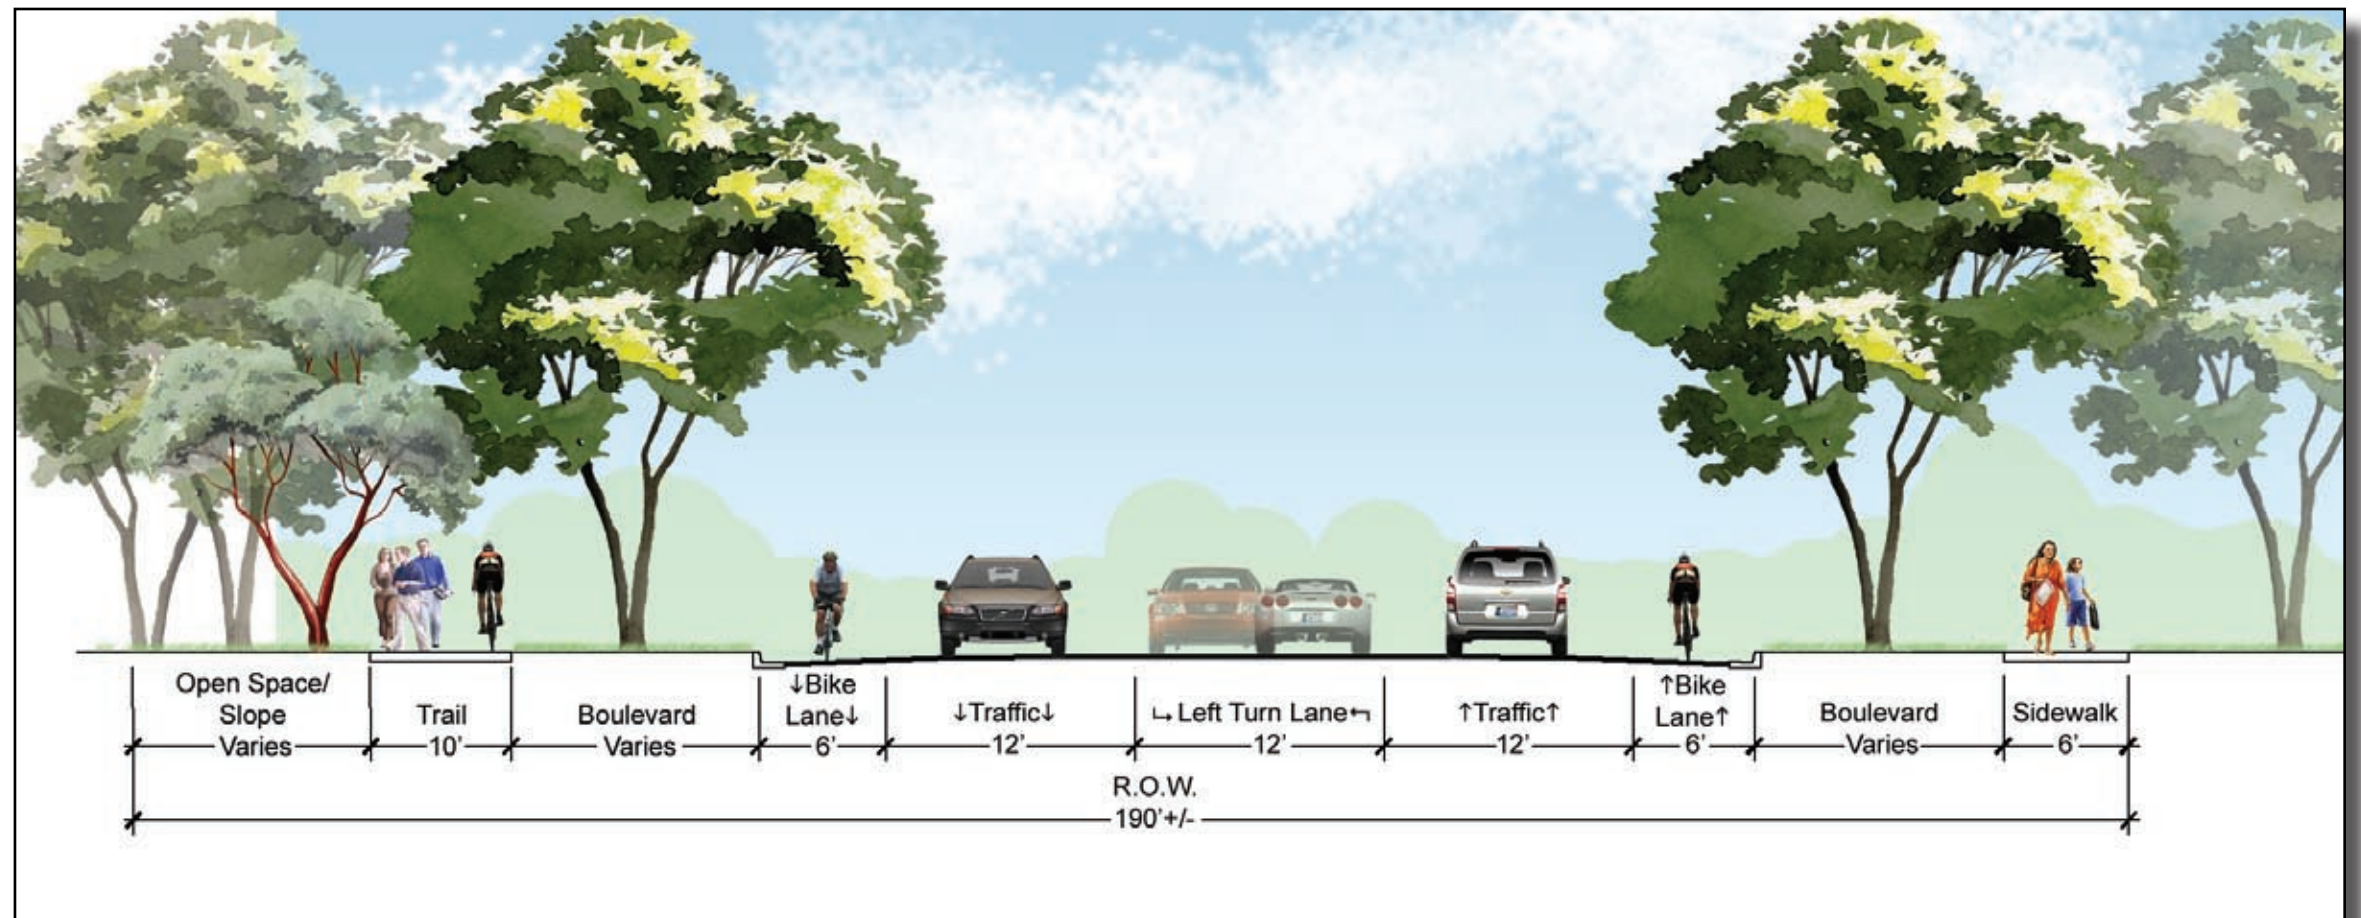 Open Space/
Slope
Varies
Trail
10'
Boulevard
Varies
↓Bike
Lane↓
6'
↓Traffic↓
12'
↳Left Turn Lane↰
12'
↑Traffic↑
12'
↑Bike
Lane↑
6'
Boulevard
Varies
Sidewalk
6'
R.O.W.
190'+/-